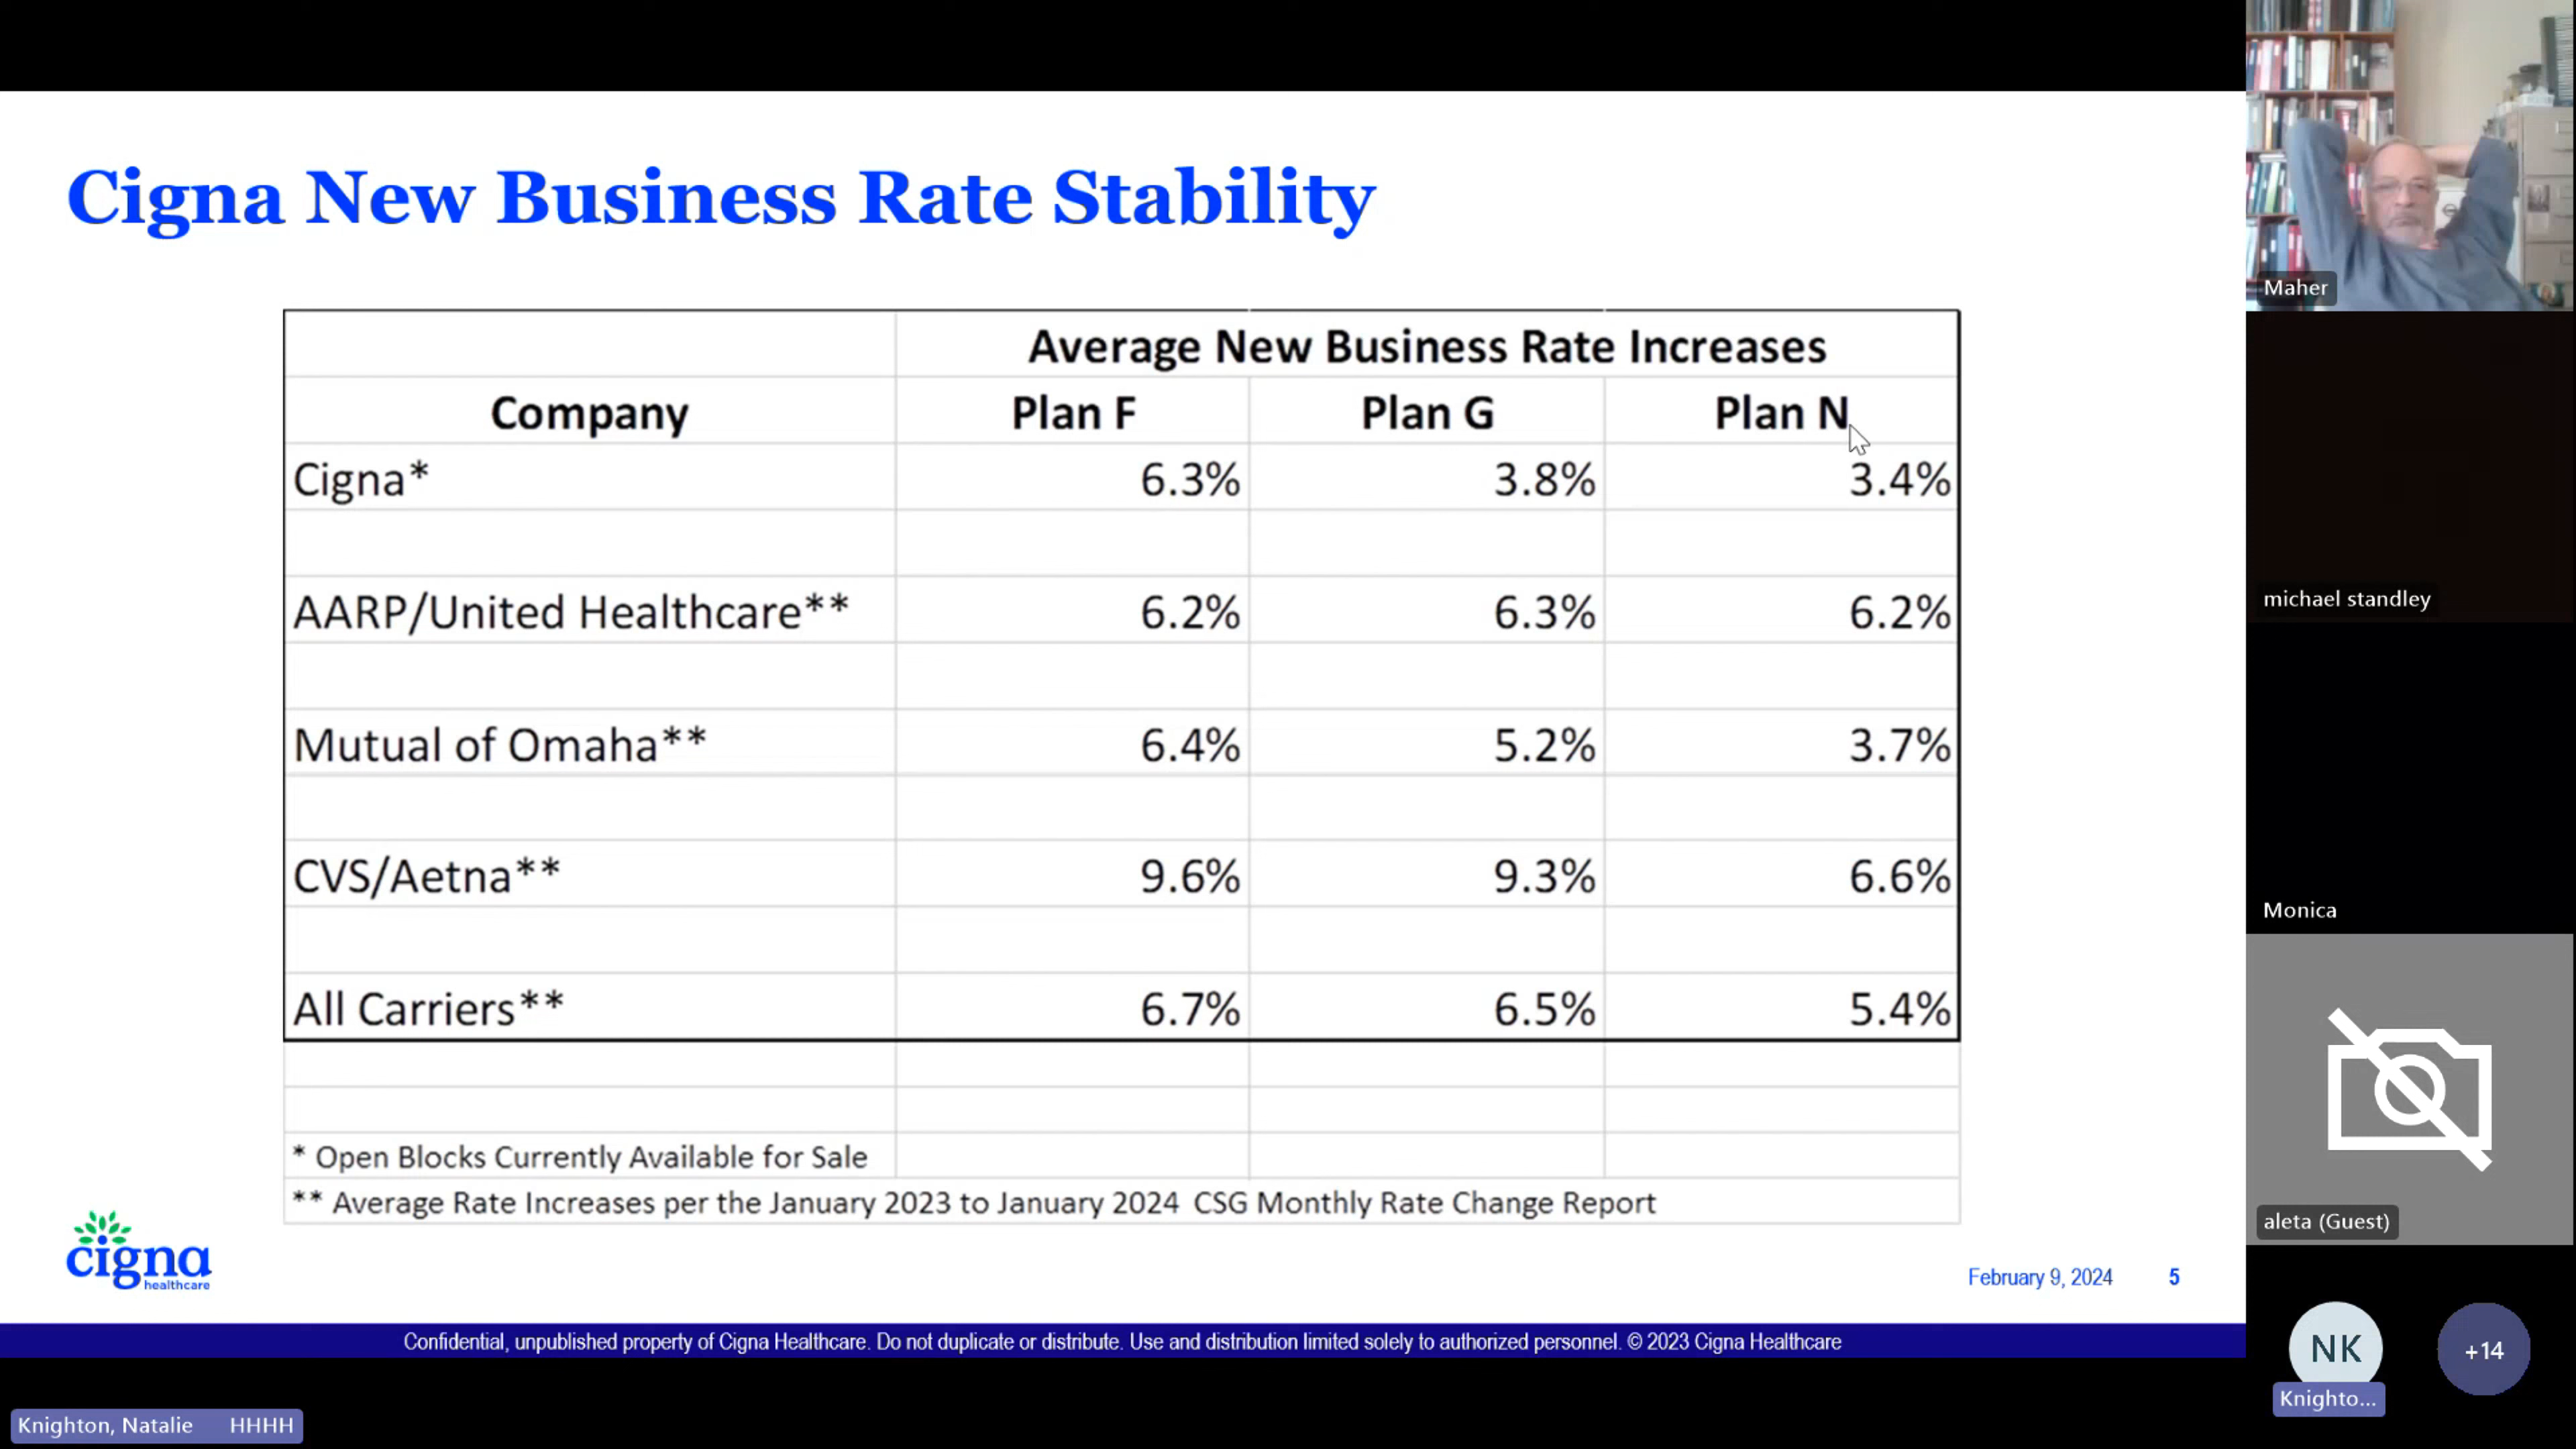 Cigna New Business Rate Stability
Average New Business Rate Increases
Company Plan F Plan G Plan N
Cigna* 6.3% 3.8% 3.4%
AARP/United Healthcare** 6.2% 6.3% 6.2%
Mutual of Omaha** 6.4% 5.2% 3.7%
CVS/Aetna** 9.6% 9.3% 6.6%
All Carriers** 6.7% 6.5% 5.4%
* Open Blocks Currently Available for Sale
** Average Rate Increases per the January 2023 to January 2024 CSG Monthly Rate Change Report
cigna
healthcare
February 9, 2024 5
Confidential, unpublished property of Cigna Healthcare. Do not duplicate or distribute. Use and distribution limited solely to authorized personnel. © 2023 Cigna Healthcare
Knighton, Natalie HHHH
Maher
michael standley
Monica
aleta (Guest)
NK
+14
Knighto...